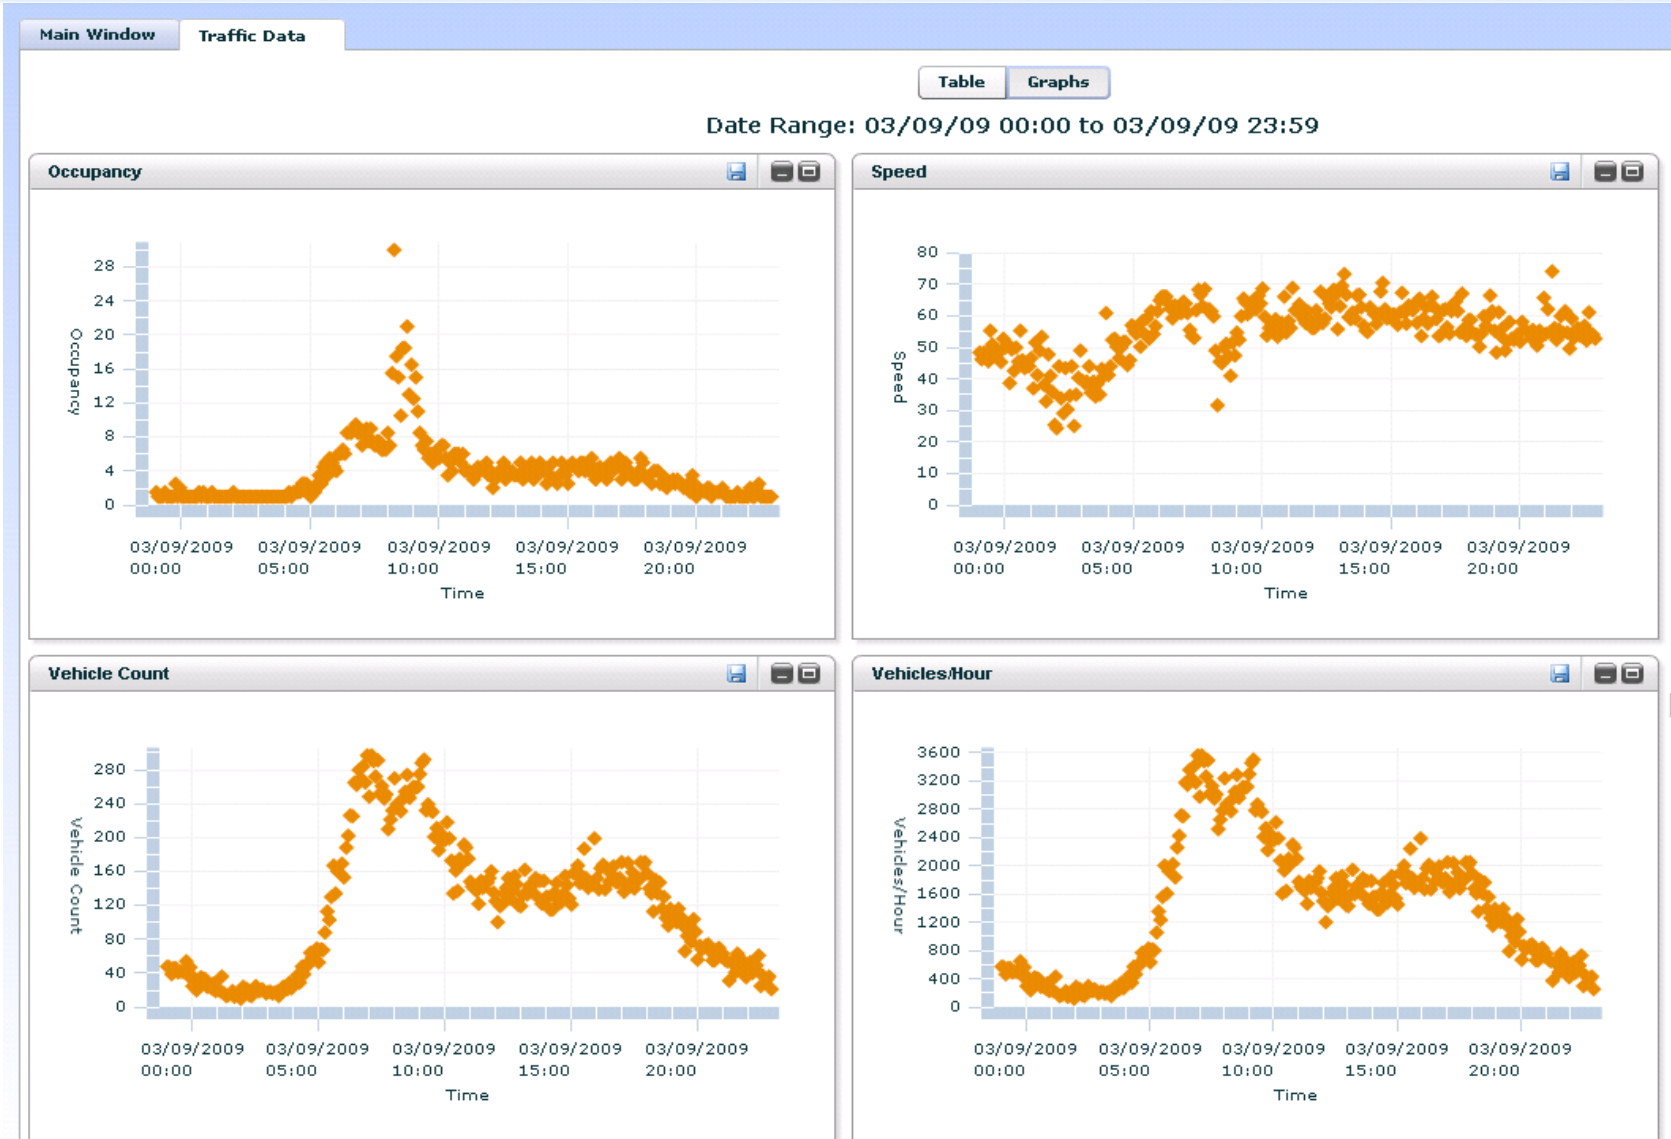 Main Window
Traffic Data
Table
Graphs
Date Range: 03/09/09 00:00 to 03/09/09 23:59
Occupancy
28
24
20
16
12
8
4
0
Occupancy
03/09/2009 03/09/2009 03/09/2009 03/09/2009 03/09/2009
00:00 05:00 10:00 15:00 20:00
Time
Speed
80
70
60
50
40
30
20
10
0
Speed
03/09/2009 03/09/2009 03/09/2009 03/09/2009 03/09/2009
00:00 05:00 10:00 15:00 20:00
Time
Vehicle Count
280
240
200
160
120
80
40
0
Vehicle Count
03/09/2009 03/09/2009 03/09/2009 03/09/2009 03/09/2009
00:00 05:00 10:00 15:00 20:00
Time
Vehicles/Hour
3600
3200
2800
2400
2000
1600
1200
800
400
0
Vehicles/Hour
03/09/2009 03/09/2009 03/09/2009 03/09/2009 03/09/2009
00:00 05:00 10:00 15:00 20:00
Time